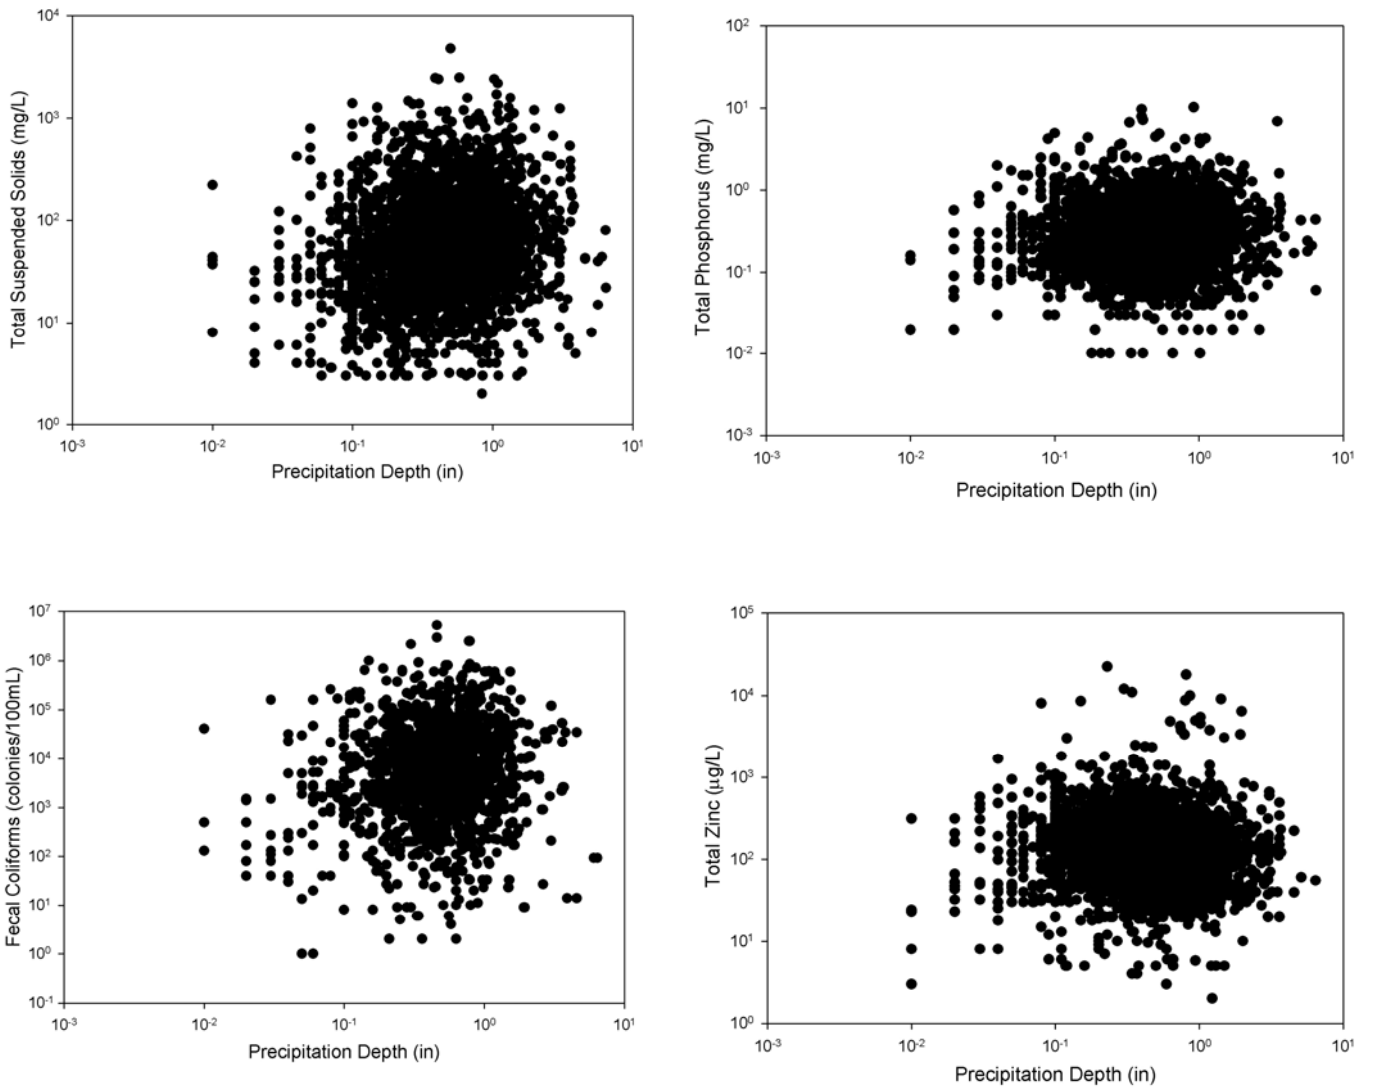 Total Suspended Solids (mg/L)
10⁴
10³
10²
10¹
10⁰
10⁻³ 10⁻² 10⁻¹ 10⁰ 10¹
Precipitation Depth (in)
Total Phosphorus (mg/L)
10²
10¹
10⁰
10⁻¹
10⁻²
10⁻³
10⁻³ 10⁻² 10⁻¹ 10⁰ 10¹
Precipitation Depth (in)
Fecal Coliforms (colonies/100mL)
10⁷
10⁶
10⁵
10⁴
10³
10²
10¹
10⁰
10⁻¹
10⁻³ 10⁻² 10⁻¹ 10⁰ 10¹
Precipitation Depth (in)
Total Zinc (µg/L)
10⁵
10⁴
10³
10²
10¹
10⁰
10⁻³ 10⁻² 10⁻¹ 10⁰ 10¹
Precipitation Depth (in)